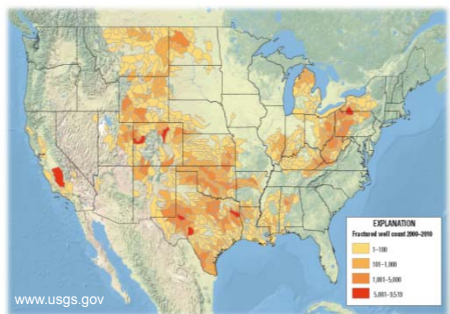 EXPLANATION
Fractured well count 2000–2010
1–100
101–1,000
1,001–5,000
5,001–9,519
www.usgs.gov